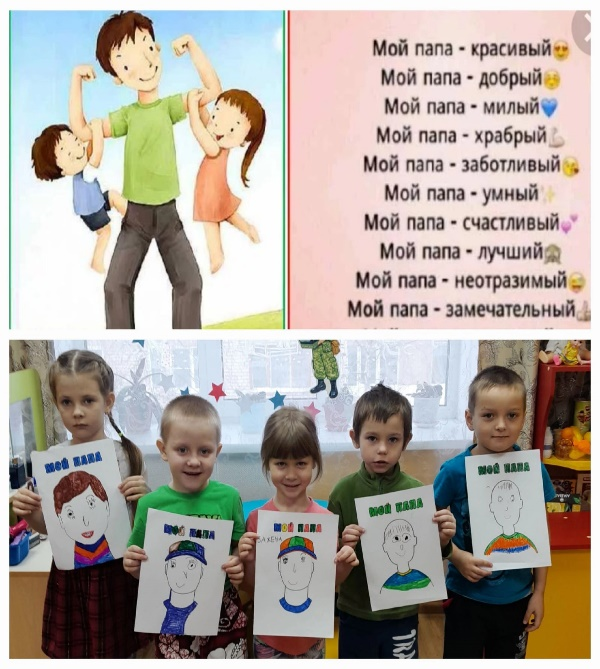 Мой папа - красивый😍
Мой папа - добрый☺️
Мой папа - милый💙
Мой папа - храбрый💪🏻
Мой папа - заботливый😘
Мой папа - умный✨
Мой папа - счастливый💕
Мой папа - лучший🙈
Мой папа - неотразимый😜
Мой папа - замечательный👍🏻
МОЙ ПАПА
МОЙ ПАПА
МОЙ ПАПА
МОЙ ПАПА
МОЙ ПАПА